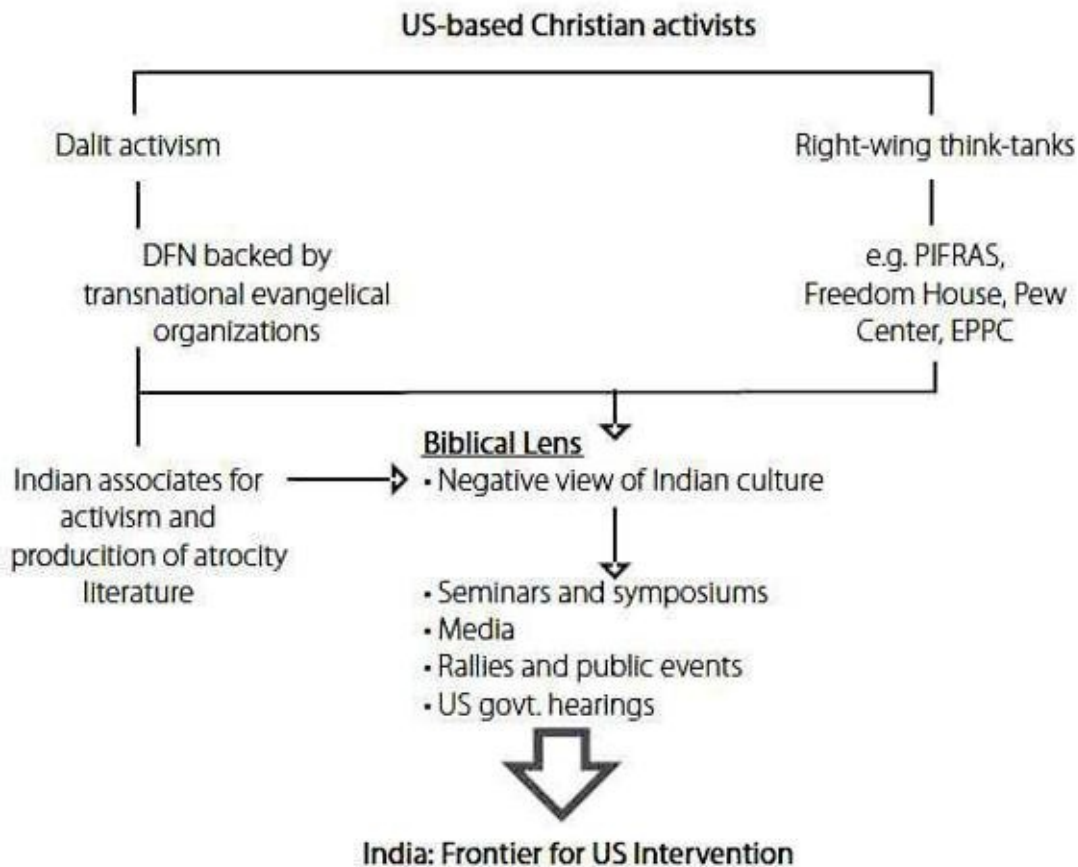 US-based Christian activists
Dalit activism
Right-wing think-tanks
DFN backed by
transnational evangelical
organizations
e.g. PIFRAS,
Freedom House, Pew
Center, EPPC
Biblical Lens
• Negative view of Indian culture
Indian associates for
activism and
producition of atrocity
literature
• Seminars and symposiums
• Media
• Rallies and public events
• US govt. hearings
India: Frontier for US Intervention